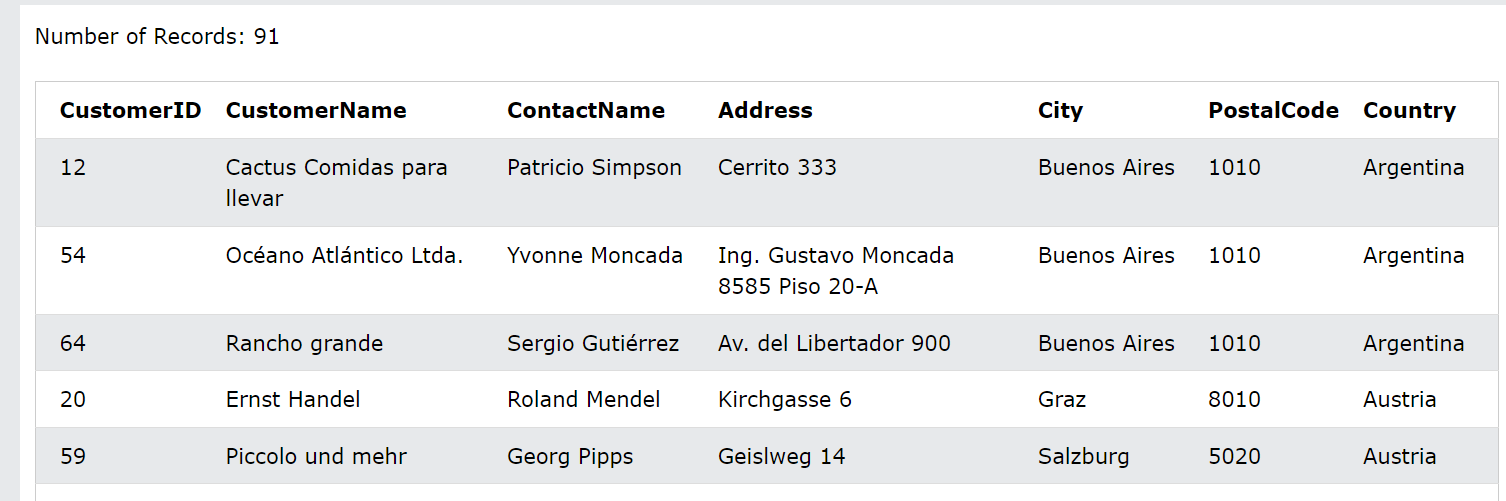 Number of Records: 91
CustomerID CustomerName ContactName Address City PostalCode Country
12 Cactus Comidas para Patricio Simpson Cerrito 333 Buenos Aires 1010 Argentina
llevar
54 Océano Atlántico Ltda. Yvonne Moncada Ing. Gustavo Moncada Buenos Aires 1010 Argentina
8585 Piso 20-A
64 Rancho grande Sergio Gutiérrez Av. del Libertador 900 Buenos Aires 1010 Argentina
20 Ernst Handel Roland Mendel Kirchgasse 6 Graz 8010 Austria
59 Piccolo und mehr Georg Pipps Geislweg 14 Salzburg 5020 Austria